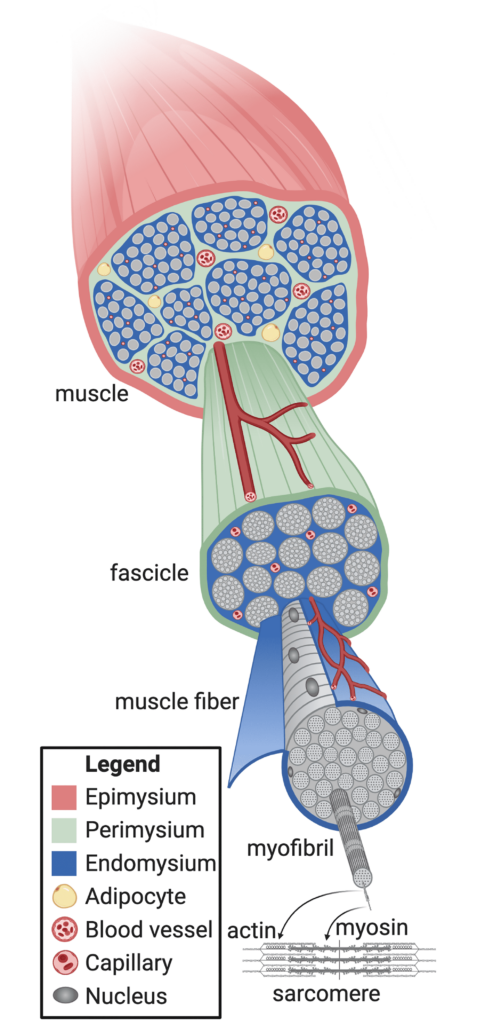 muscle
fascicle
muscle fiber
Legend
Epimysium
Perimysium
Endomysium
Adipocyte
Blood vessel
Capillary
Nucleus
myofibril
actin
myosin
sarcomere